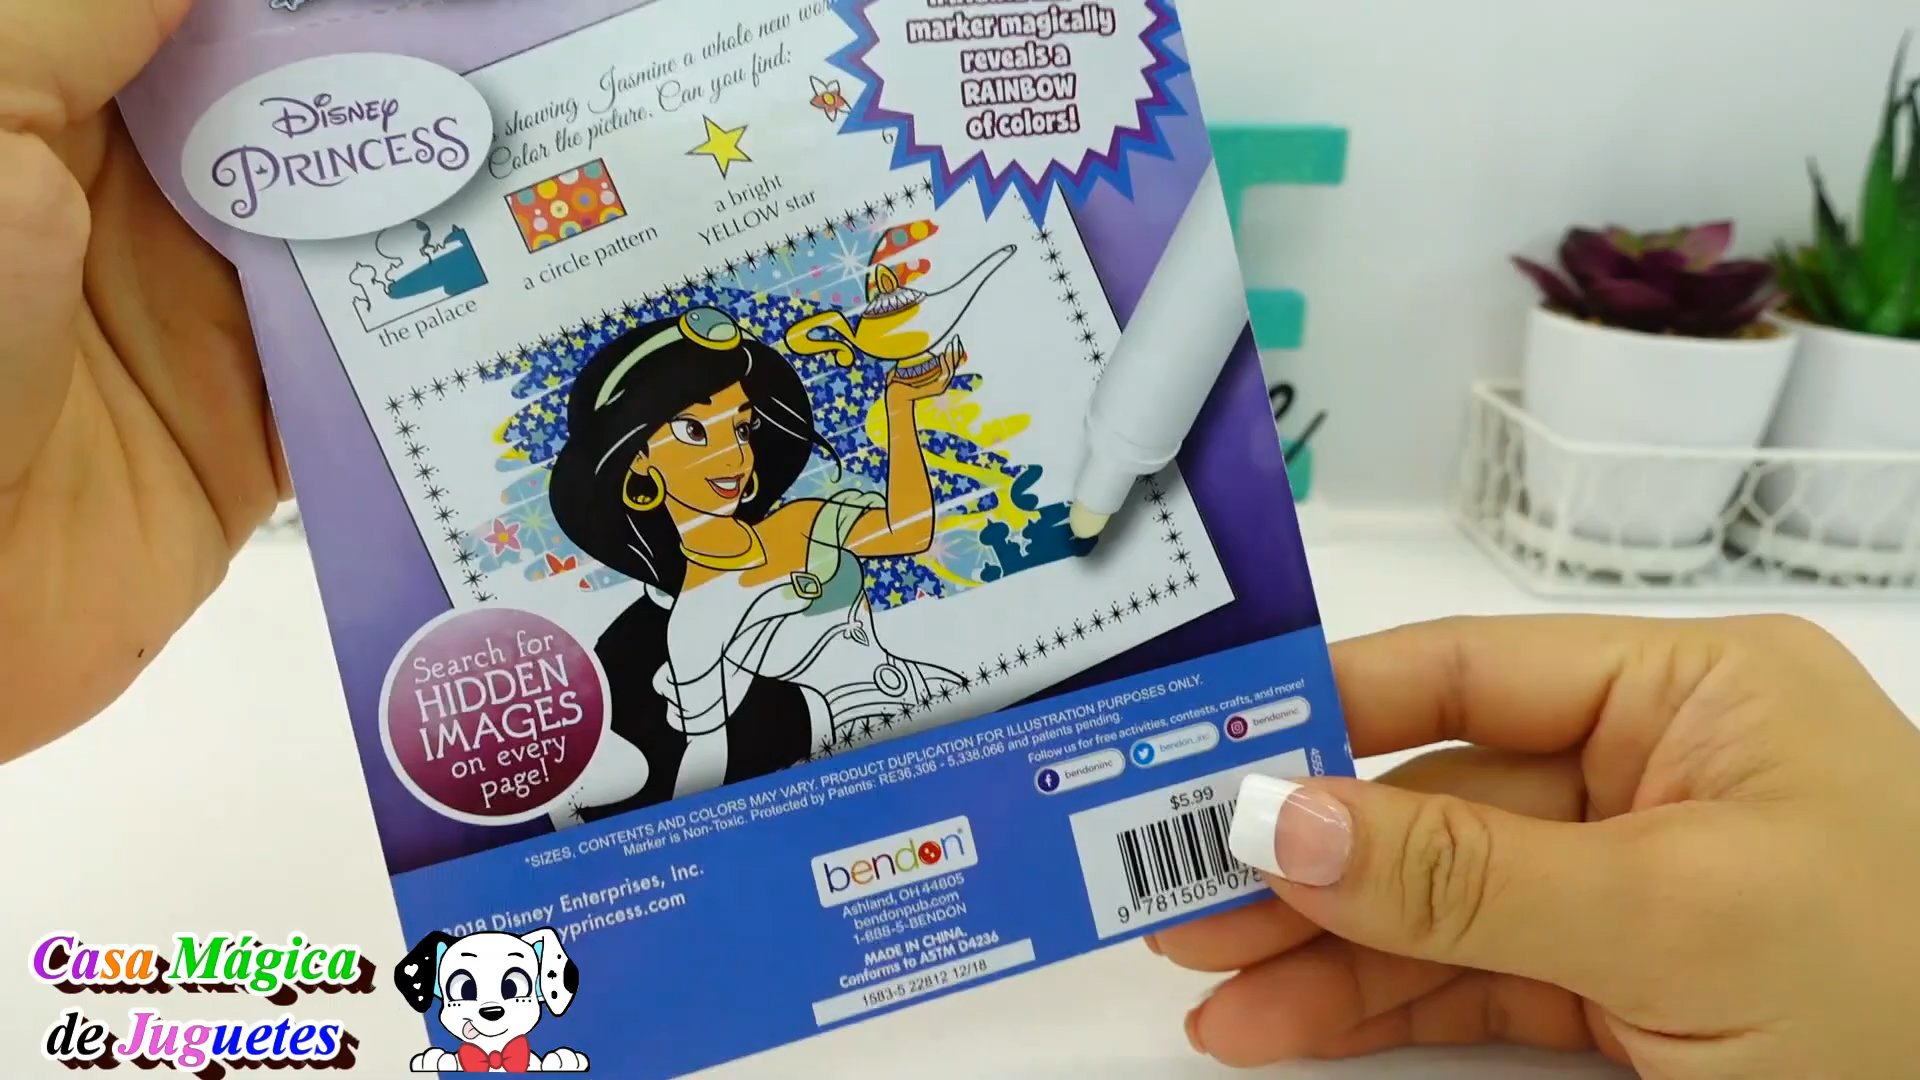 DISNEY
PRINCESS
showing Jasmine a whole new
Color the picture. Can you find:
the palace
a circle pattern
a bright
YELLOW star
6
marker magically
reveals a
RAINBOW
of colors!
E
Search for
HIDDEN
IMAGES
on every
page!
*SIZES, CONTENTS AND COLORS MAY VARY. PRODUCT DUPLICATION FOR ILLUSTRATION PURPOSES ONLY.
Marker is Non-Toxic. Protected by Patents: RE36,306 - 5,338,066 and patents pending.
Follow us for free activities, contests, crafts, and more!
bendoninc
bendon_inc
bendoninc
2018 Disney Enterprises, Inc.
yprincess.com
bendon
Ashland, OH 44805
bendonpub.com
1-888-5-BENDON
MADE IN CHINA.
Conforms to ASTM D4236
1583-5 22812 12/18
$5.99
9 781505 07
Casa Mágica
de Juguetes